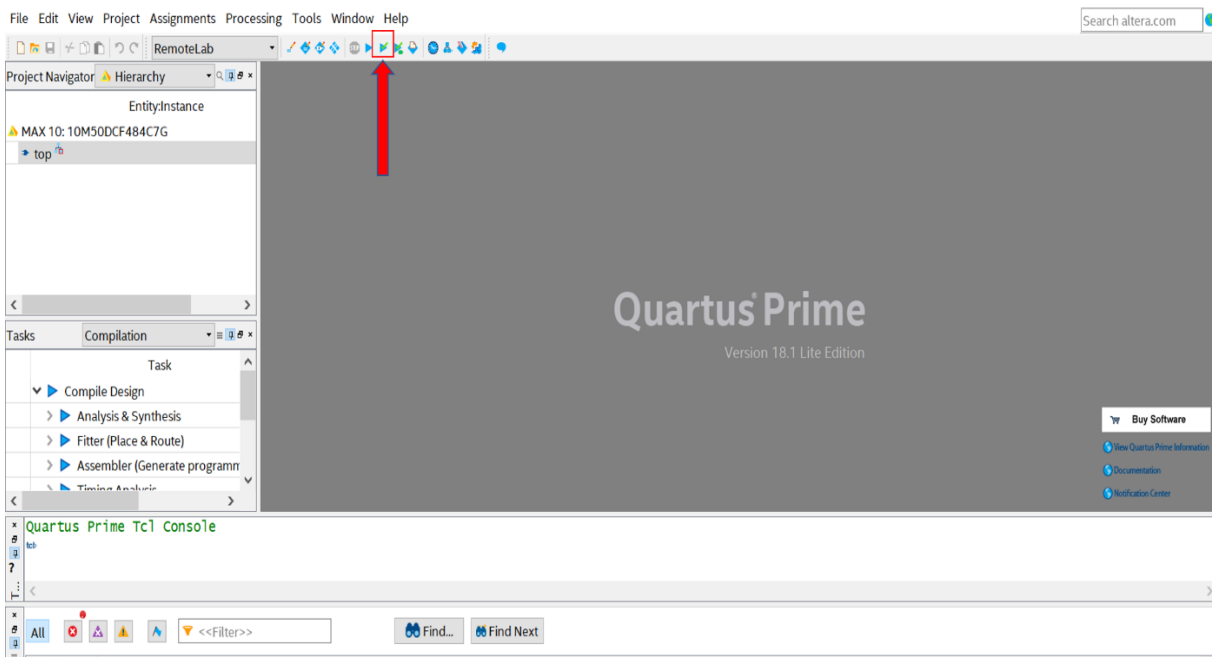 File Edit View Project Assignments Processing Tools Window Help
Search altera.com
RemoteLab
Project Navigator Hierarchy
Entity:Instance
MAX 10: 10M50DCF484C7G
top
Quartus Prime
Version 18.1 Lite Edition
Tasks Compilation
Task
Compile Design
Analysis & Synthesis
Fitter (Place & Route)
Assembler (Generate programm
Timing Analysis
Buy Software
View Quartus Prime Information
Documentation
Notification Center
Quartus Prime Tcl Console
tcl>
All <<Filter>> Find... Find Next